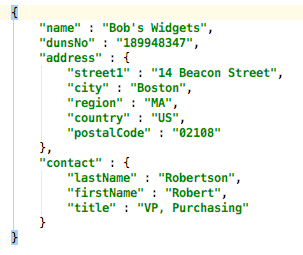 {
    "name" : "Bob's Widgets",
    "dunsNo" : "189948347",
    "address" : {
        "street1" : "14 Beacon Street",
        "city" : "Boston",
        "region" : "MA",
        "country" : "US",
        "postalCode" : "02108"
    },
    "contact" : {
        "lastName" : "Robertson",
        "firstName" : "Robert",
        "title" : "VP, Purchasing"
    }
}